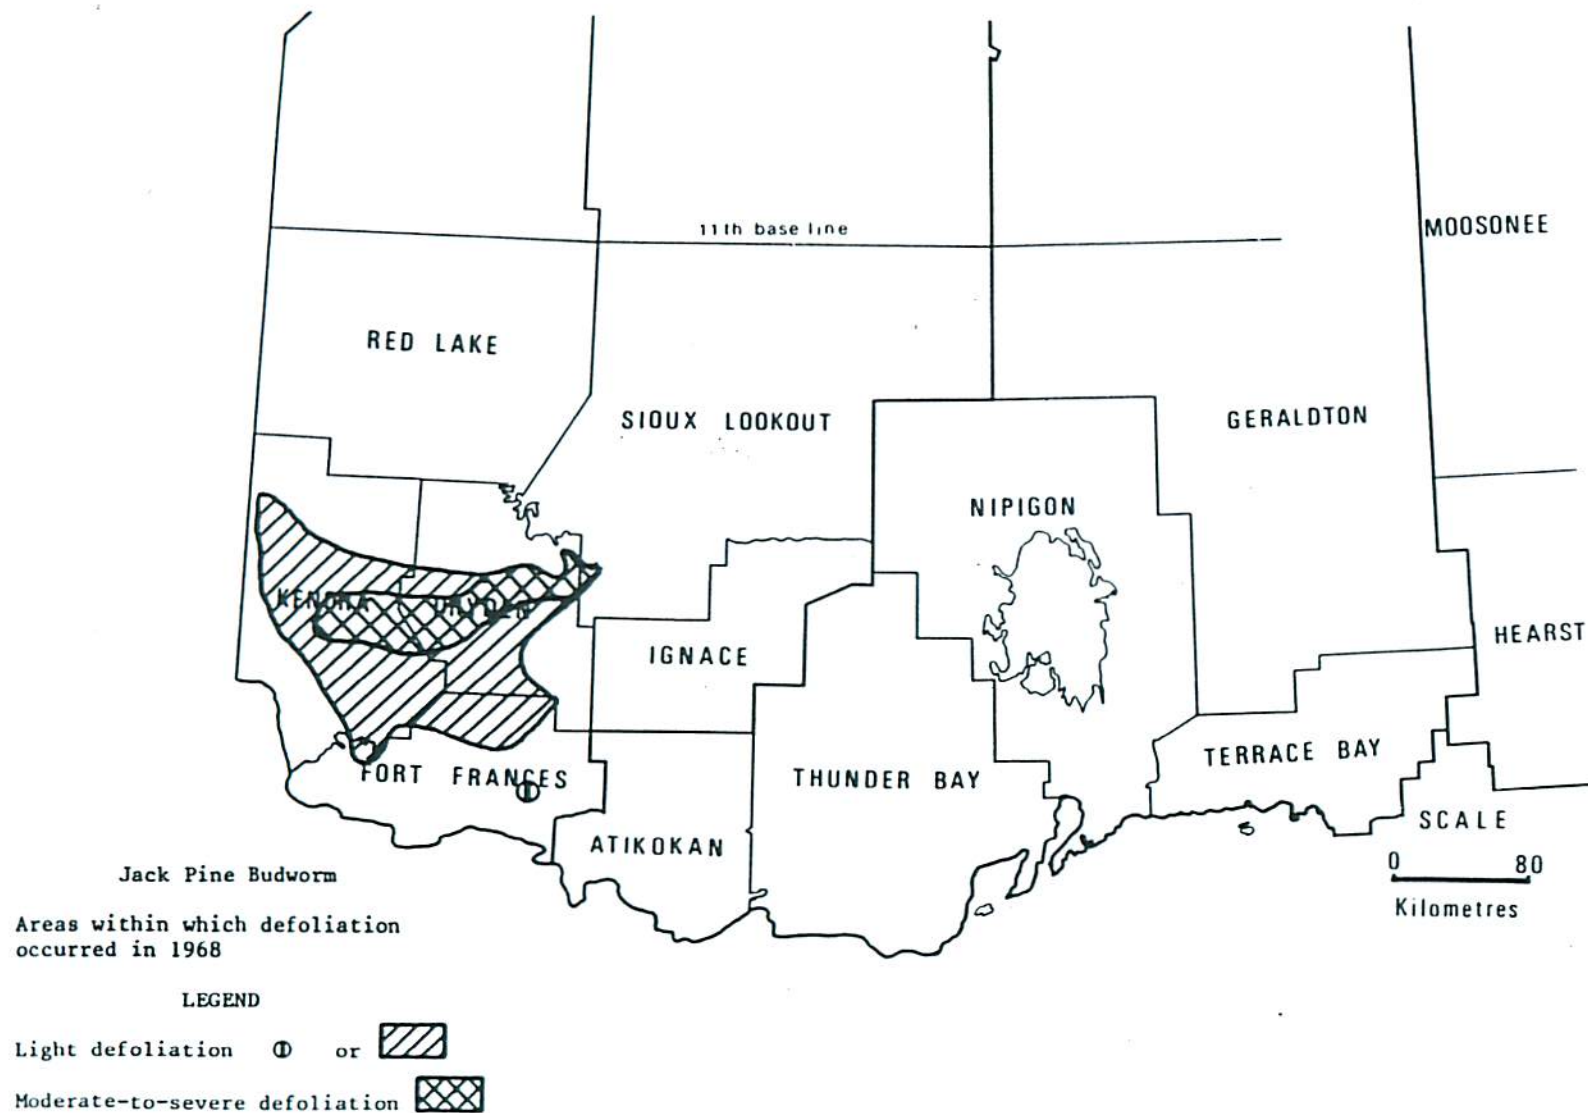 11th base line
MOOSONEE
RED LAKE
SIOUX LOOKOUT
GERALDTON
NIPIGON
KENORA
DRYDEN
HEARST
IGNACE
TERRACE BAY
FORT FRANCES
THUNDER BAY
ATIKOKAN
SCALE
0 80
Kilometres
Jack Pine Budworm
Areas within which defoliation
occurred in 1968
LEGEND
Light defoliation or
Moderate-to-severe defoliation